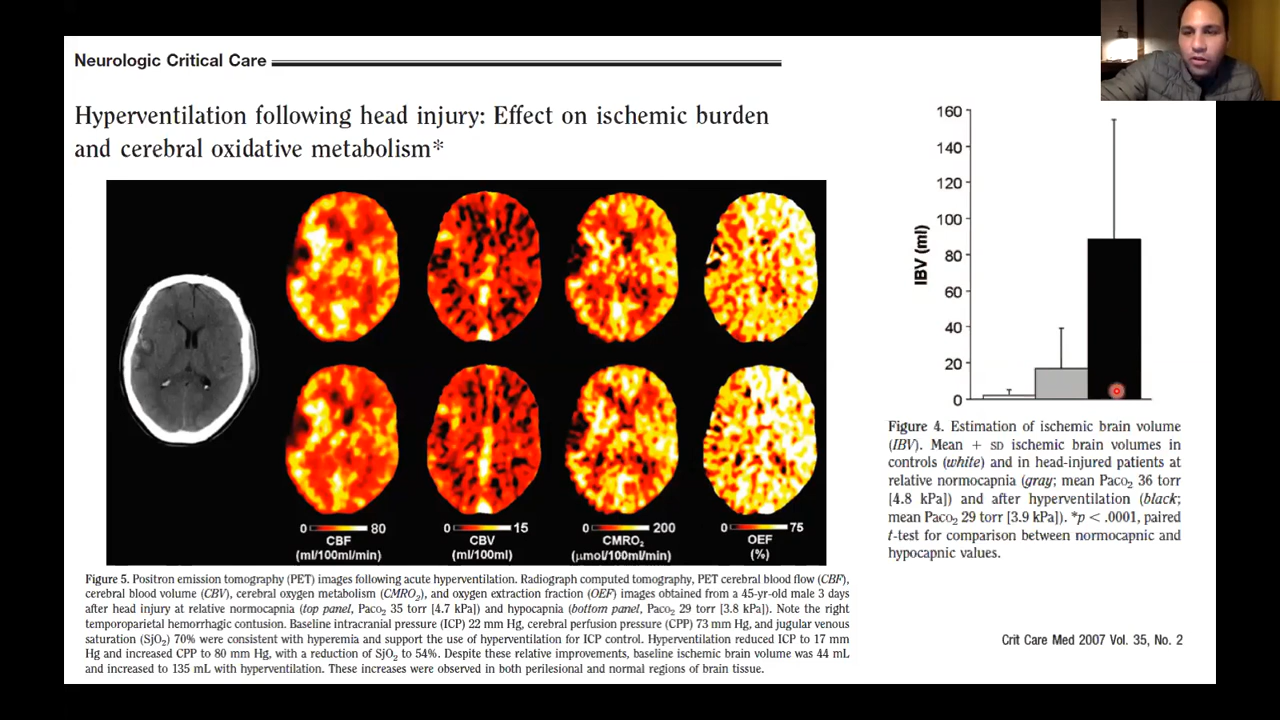 Neurologic Critical Care
Hyperventilation following head injury: Effect on ischemic burden
and cerebral oxidative metabolism*
0 80
CBF
(ml/100ml/min)
0 15
CBV
(ml/100ml)
0 200
CMRO₂
(μmol/100ml/min)
0 75
OEF
(%)
Figure 5. Positron emission tomography (PET) images following acute hyperventilation. Radiograph computed tomography, PET cerebral blood flow (CBF),
cerebral blood volume (CBV), cerebral oxygen metabolism (CMRO₂), and oxygen extraction fraction (OEF) images obtained from a 45-yr-old male 3 days
after head injury at relative normocapnia (top panel, Paco₂ 35 torr [4.7 kPa]) and hypocapnia (bottom panel, Paco₂ 29 torr [3.8 kPa]). Note the right
temporoparietal hemorrhagic contusion. Baseline intracranial pressure (ICP) 22 mm Hg, cerebral perfusion pressure (CPP) 73 mm Hg, and jugular venous
saturation (SjO₂) 70% were consistent with hyperemia and support the use of hyperventilation for ICP control. Hyperventilation reduced ICP to 17 mm
Hg and increased CPP to 80 mm Hg, with a reduction of SjO₂ to 54%. Despite these relative improvements, baseline ischemic brain volume was 44 mL
and increased to 135 mL with hyperventilation. These increases were observed in both perilesional and normal regions of brain tissue.
160
140
120
100
80
60
40
20
0
IBV (ml)
Figure 4. Estimation of ischemic brain volume
(IBV). Mean + SD ischemic brain volumes in
controls (white) and in head-injured patients at
relative normocapnia (gray; mean Paco₂ 36 torr
[4.8 kPa]) and after hyperventilation (black;
mean Paco₂ 29 torr [3.9 kPa]). *p < .0001, paired
t-test for comparison between normocapnic and
hypocapnic values.
Crit Care Med 2007 Vol. 35, No. 2